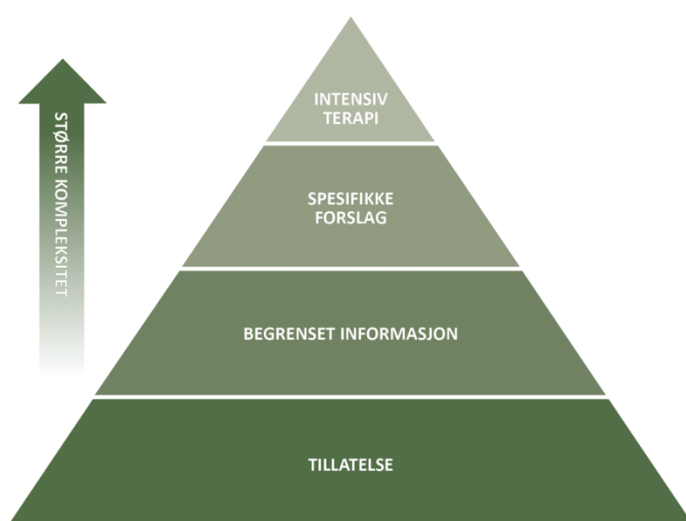 STØRRE KOMPLEKSITET
INTENSIV
TERAPI
SPESIFIKKE
FORSLAG
BEGRENSET INFORMASJON
TILLATELSE